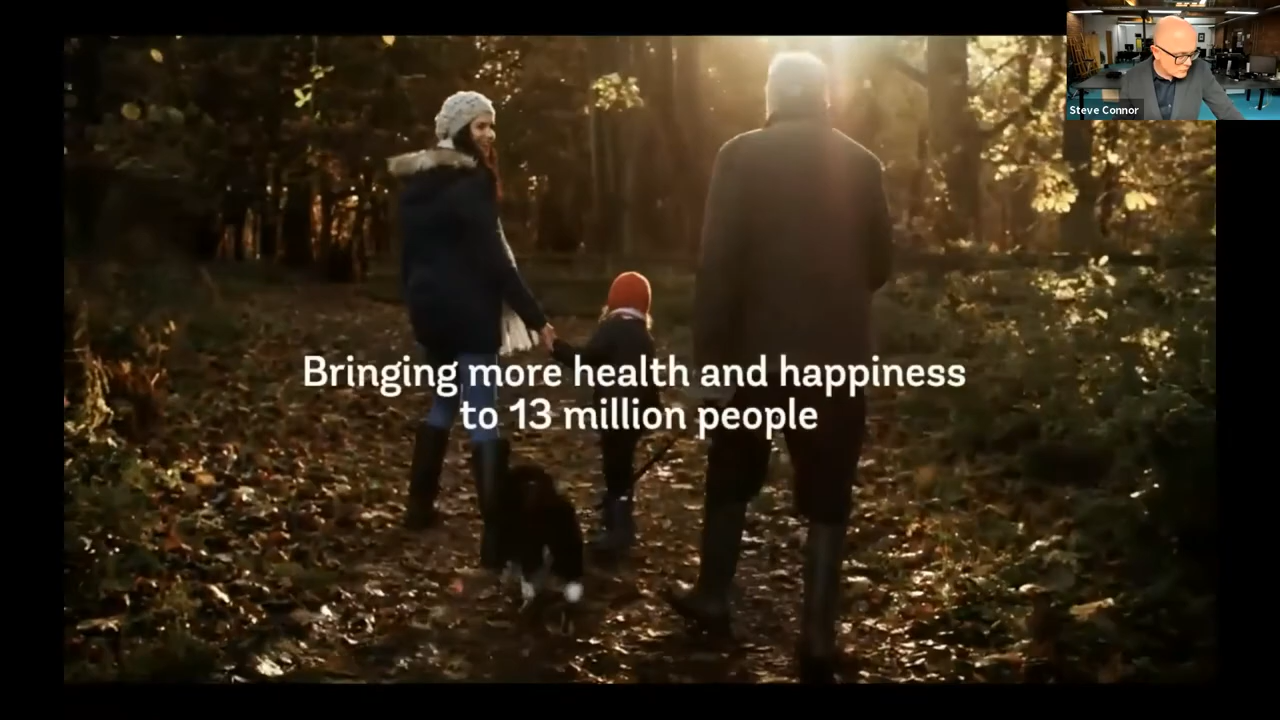 Steve Connor
Bringing more health and happiness
to 13 million people